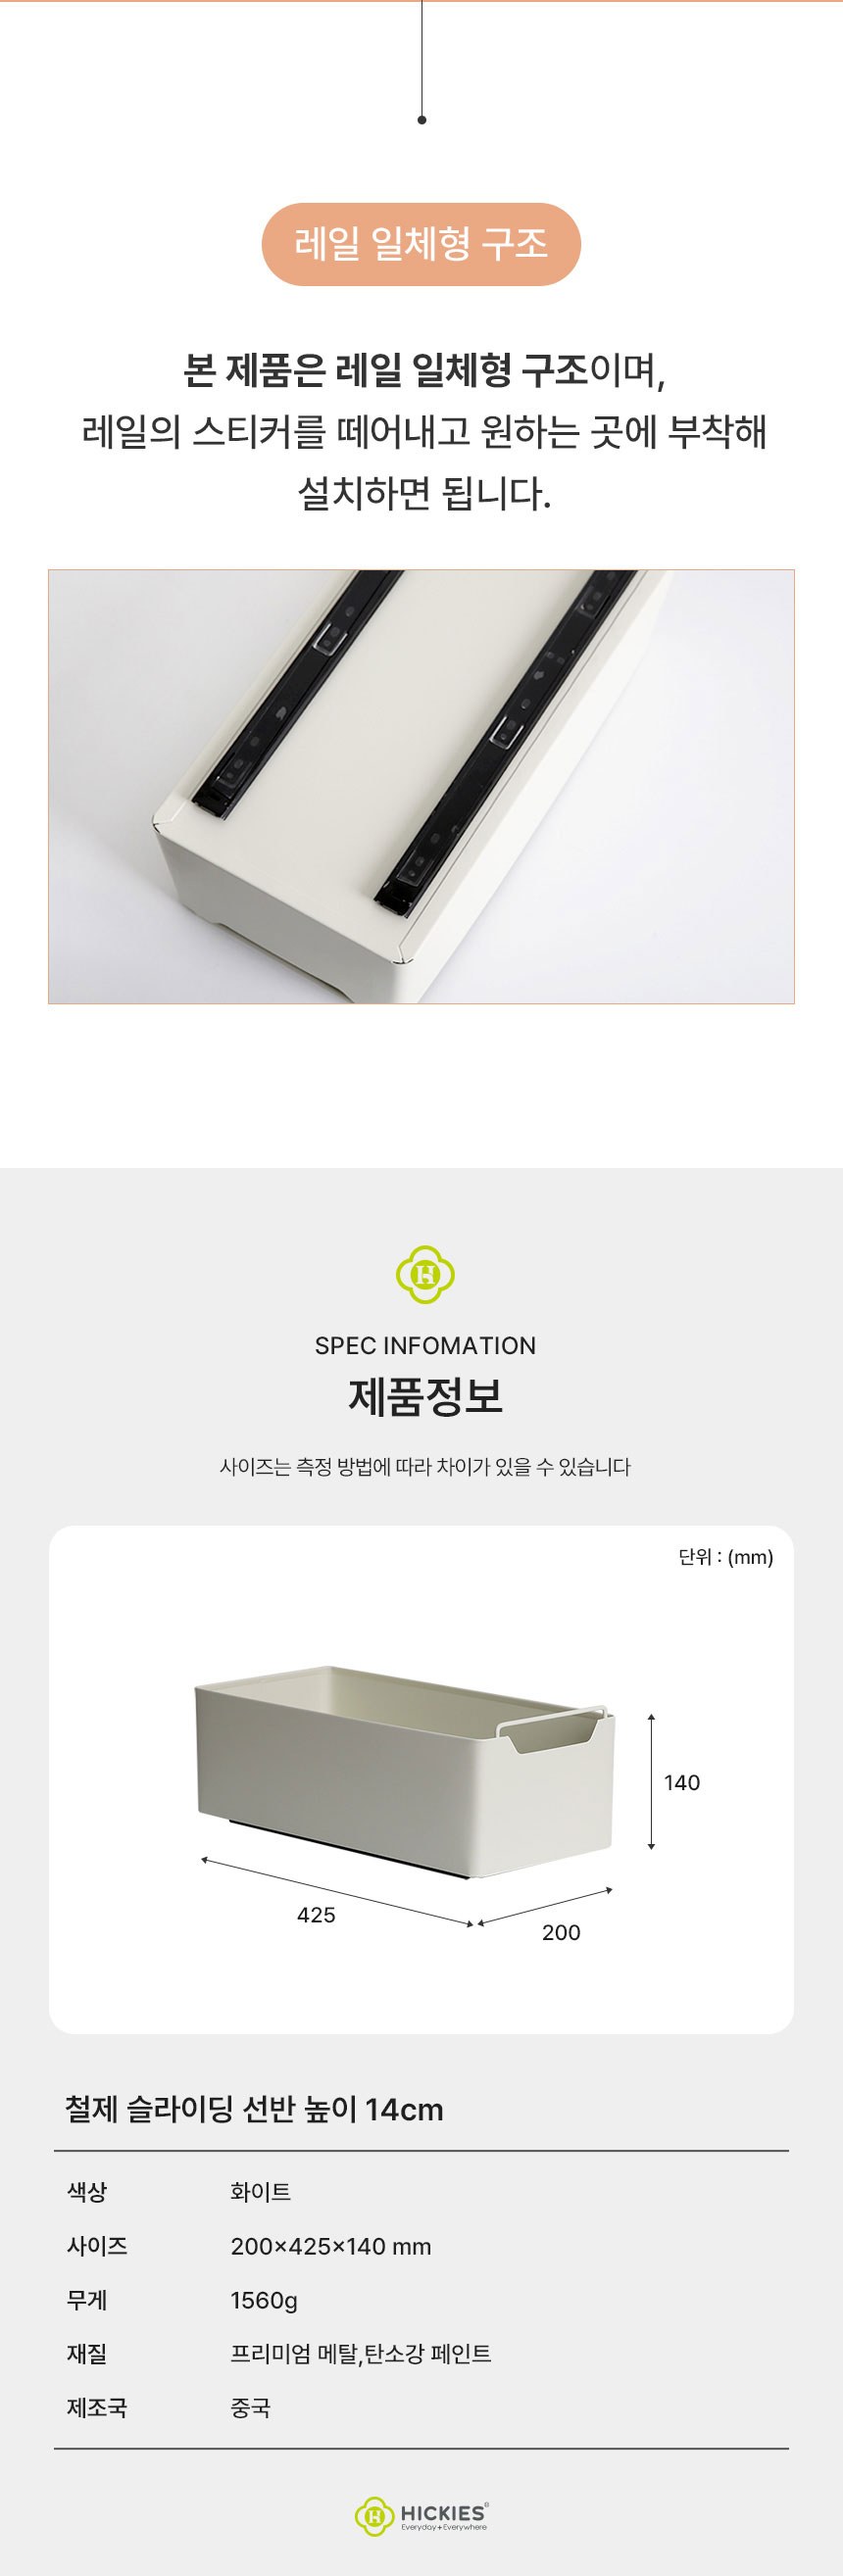 레일 일체형 구조
본 제품은 레일 일체형 구조이며,
레일의 스티커를 떼어내고 원하는 곳에 부착해
설치하면 됩니다.
H
SPEC INFOMATION
제품정보
사이즈는 측정 방법에 따라 차이가 있을 수 있습니다
단위 : (mm)
140
425
200
철제 슬라이딩 선반 높이 14cm
색상 화이트
사이즈 200×425×140 mm
무게 1560g
재질 프리미엄 메탈,탄소강 페인트
제조국 중국
H HICKIES®
Everyday+Everywhere